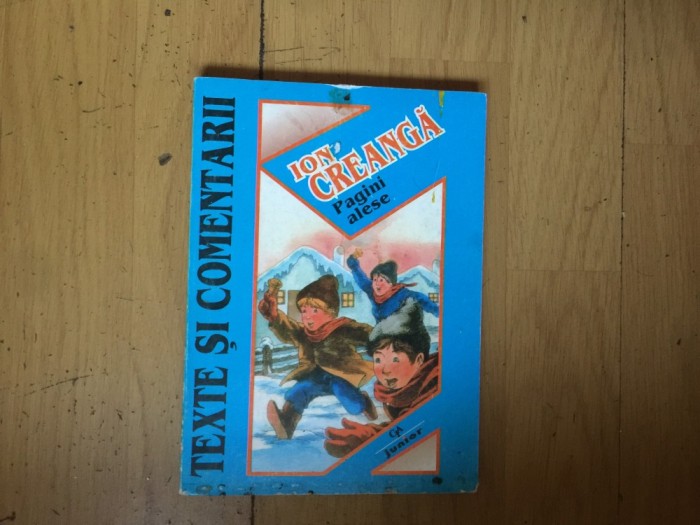 TEXTE ȘI COMENTARII
ION
CREANGĂ
Pagini
alese
Junior